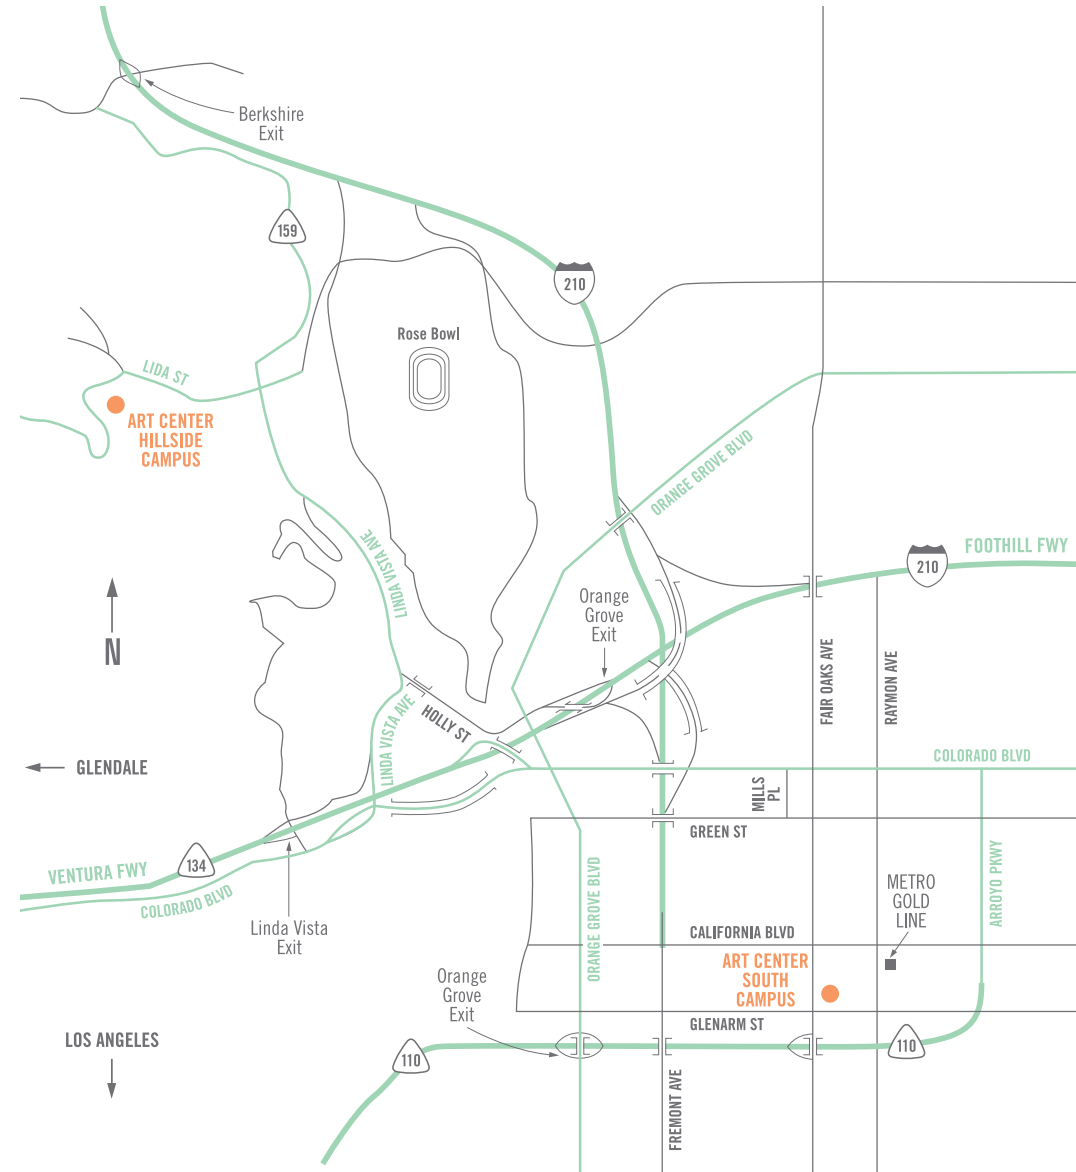 Berkshire
Exit
159
210
Rose Bowl
LIDA ST
ART CENTER
HILLSIDE
CAMPUS
ORANGE GROVE BLVD
LINDA VISTA AVE
FOOTHILL FWY
210
Orange
Grove
Exit
N
FAIR OAKS AVE
RAYMON AVE
HOLLY ST
LINDA VISTA AVE
GLENDALE
COLORADO BLVD
MILLS
PL
GREEN ST
VENTURA FWY
134
COLORADO BLVD
ORANGE GROVE BLVD
ARROYO PKWY
METRO
GOLD
LINE
Linda Vista
Exit
CALIFORNIA BLVD
ART CENTER
SOUTH
CAMPUS
Orange
Grove
Exit
GLENARM ST
LOS ANGELES
110
110
FREMONT AVE